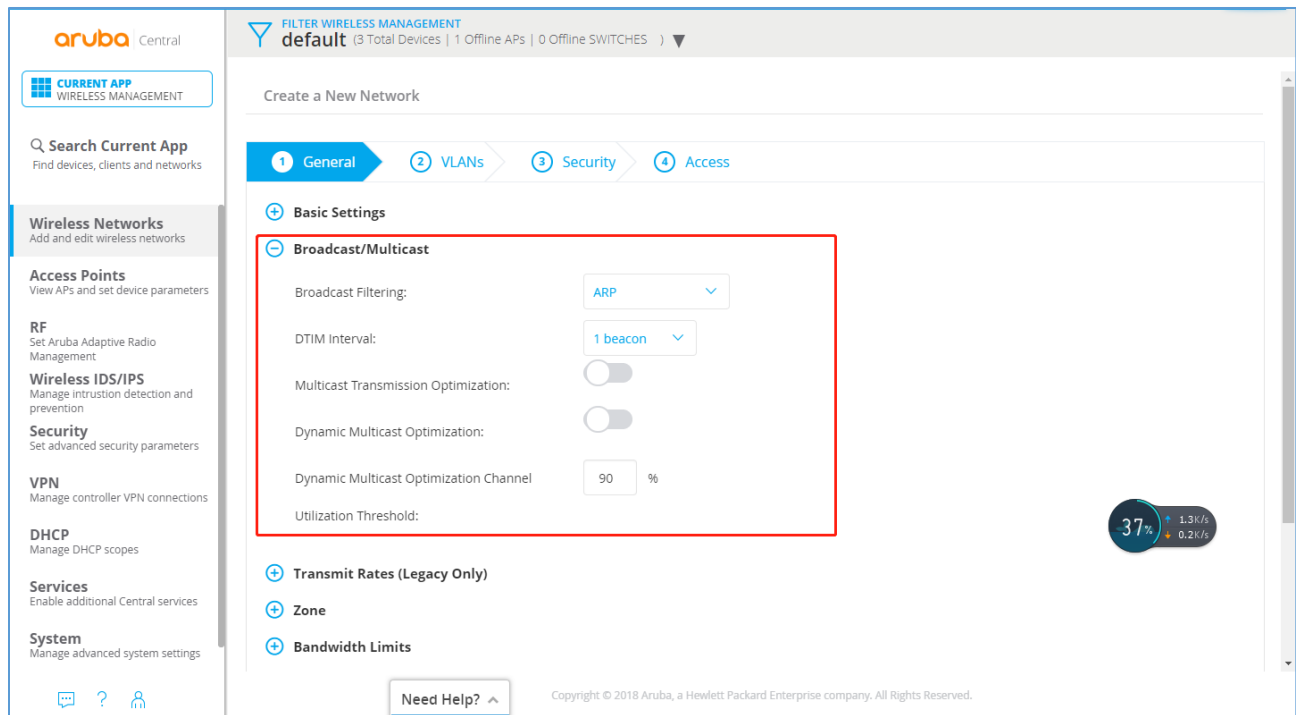 aruba Central
FILTER WIRELESS MANAGEMENT
default (3 Total Devices | 1 Offline APs | 0 Offline SWITCHES )
CURRENT APP
WIRELESS MANAGEMENT
Search Current App
Find devices, clients and networks
Wireless Networks
Add and edit wireless networks
Access Points
View APs and set device parameters
RF
Set Aruba Adaptive Radio
Management
Wireless IDS/IPS
Manage intrustion detection and
prevention
Security
Set advanced security parameters
VPN
Manage controller VPN connections
DHCP
Manage DHCP scopes
Services
Enable additional Central services
System
Manage advanced system settings
Create a New Network
1 General 2 VLANs 3 Security 4 Access
Basic Settings
Broadcast/Multicast
Broadcast Filtering: ARP
DTIM Interval: 1 beacon
Multicast Transmission Optimization:
Dynamic Multicast Optimization:
Dynamic Multicast Optimization Channel 90 %
Utilization Threshold:
37% 1.3K/s
0.2K/s
Transmit Rates (Legacy Only)
Zone
Bandwidth Limits
Need Help?
Copyright © 2018 Aruba, a Hewlett Packard Enterprise company. All Rights Reserved.